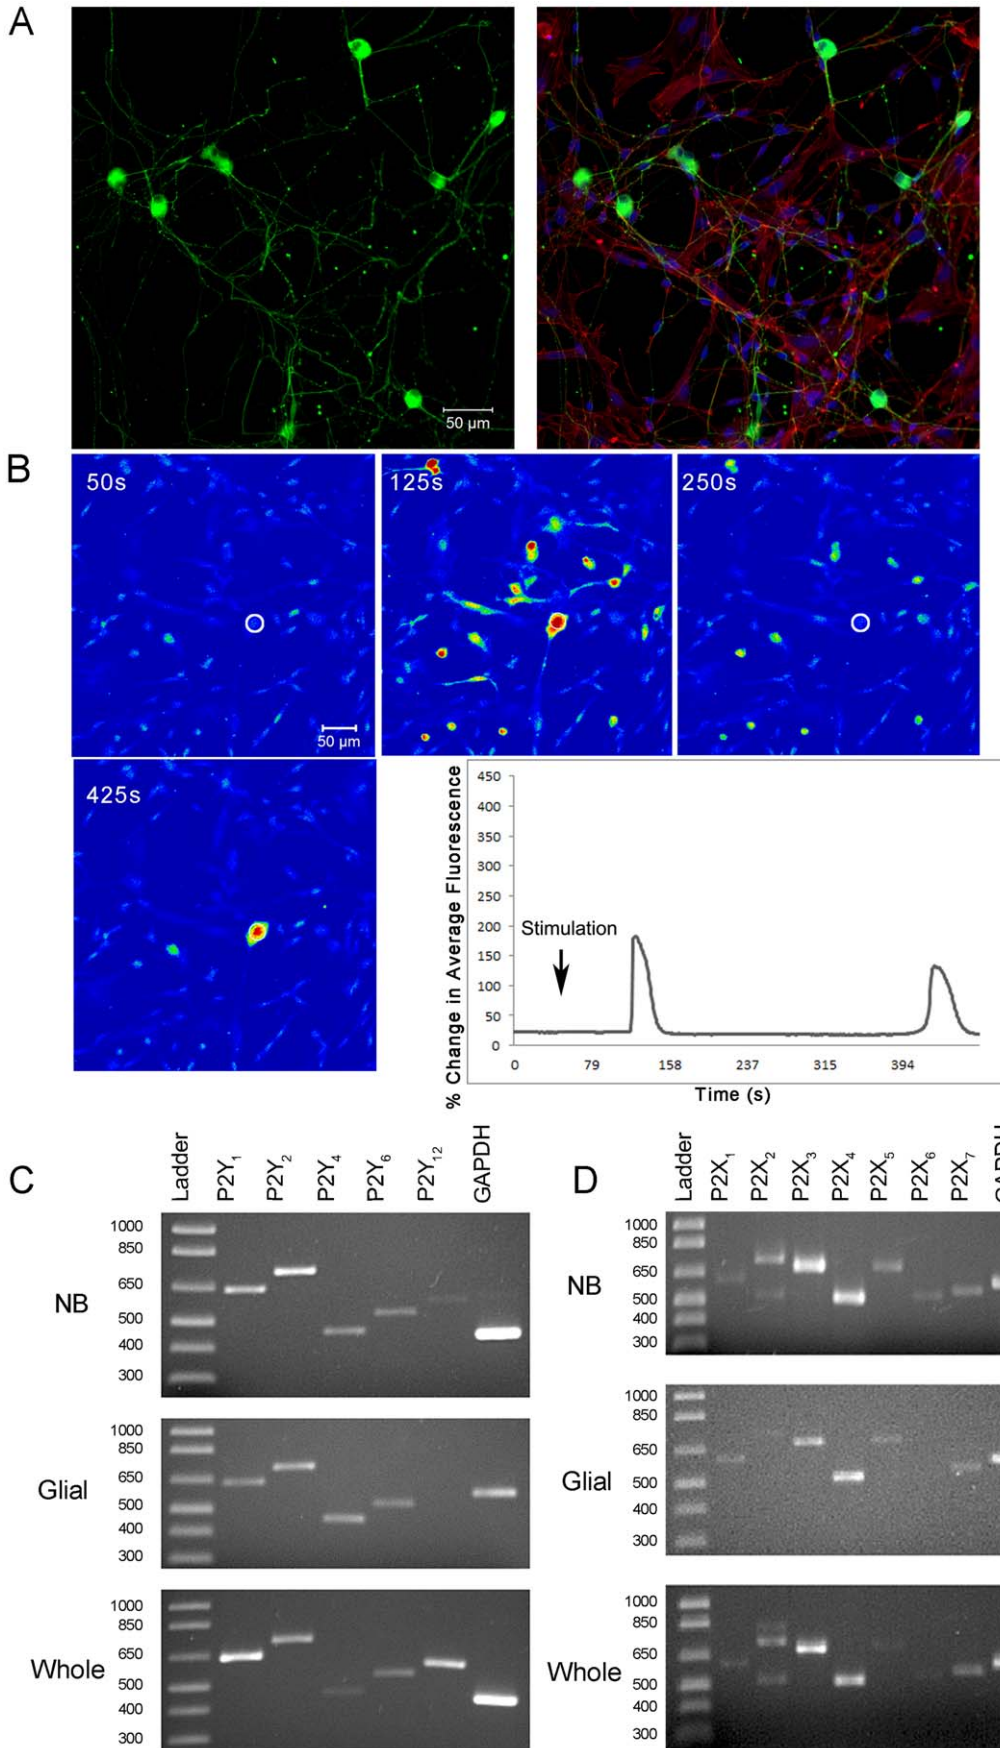 A
50 µm
B
50s
125s
250s
50 µm
425s
% Change in Average Fluorescence
450
400
350
300
250
200
150
100
50
0
Stimulation
0 79 158 237 315 394
Time (s)
C
Ladder
P2Y1
P2Y2
P2Y4
P2Y6
P2Y12
GAPDH
NB
1000
850
650
500
400
300
Glial
1000
850
650
500
400
300
Whole
1000
850
650
500
400
300
D
Ladder
P2X1
P2X2
P2X3
P2X4
P2X5
P2X6
P2X7
GAPDH
NB
1000
850
650
500
400
300
Glial
1000
850
650
500
400
300
Whole
1000
850
650
500
400
300